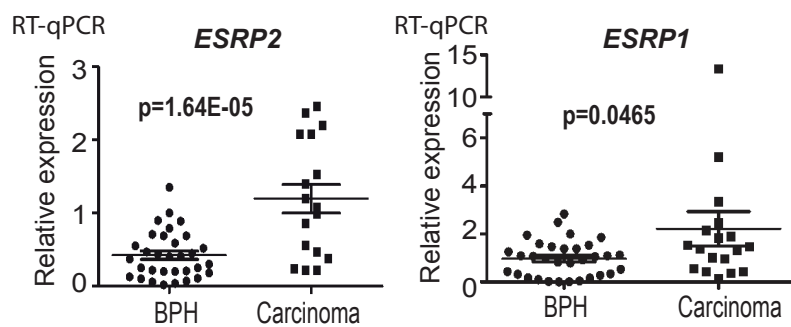 RT-qPCR
ESRP2
Relative expression
3
2
1
0
p=1.64E-05
BPH
Carcinoma
RT-qPCR
ESRP1
Relative expression
15
10
6
4
2
0
p=0.0465
BPH
Carcinoma